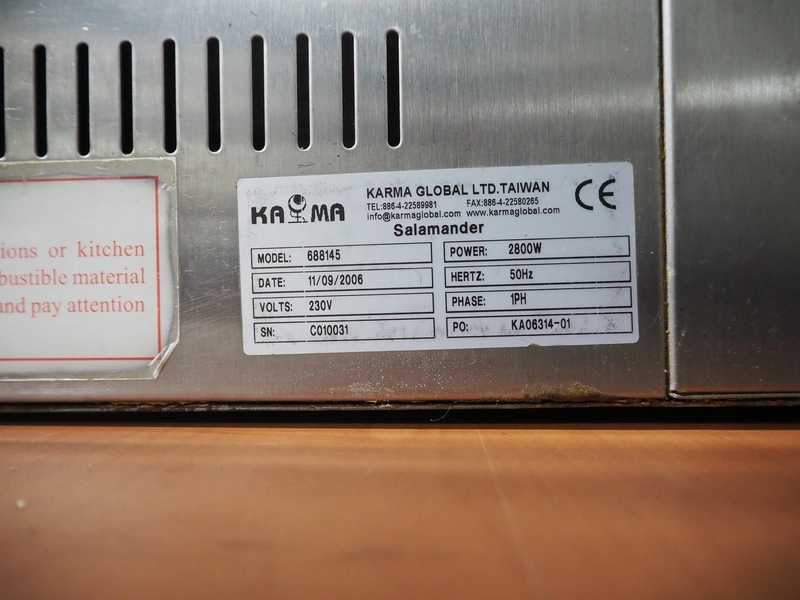 ions or kitchen
bustible material
and pay attention
KARMA
KARMA GLOBAL LTD.TAIWAN
TEL:886-4-22589981 FAX:886-4-22580265
info@karmaglobal.com www.karmaglobal.com
CE
Salamander
MODEL: 688145 POWER: 2800W
DATE: 11/09/2006 HERTZ: 50Hz
VOLTS: 230V PHASE: 1PH
SN: C010031 PO: KA06314-01